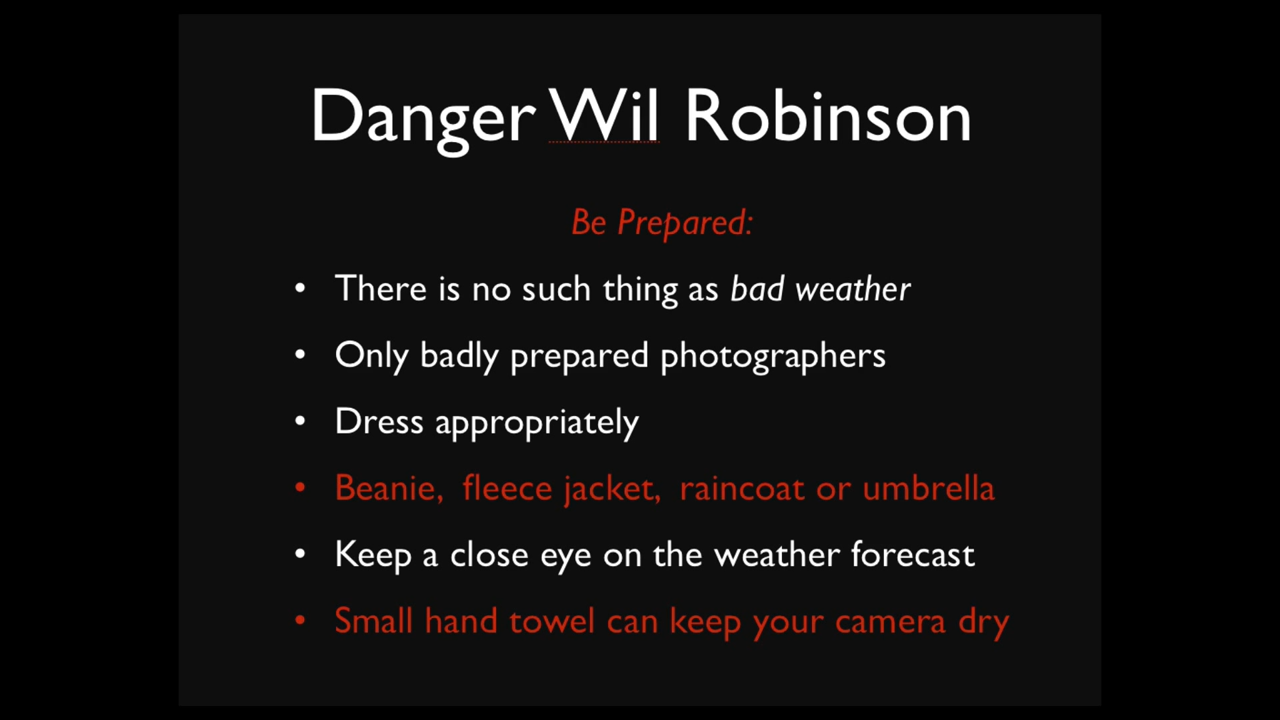 Danger Wil Robinson
Be Prepared:
• There is no such thing as bad weather
• Only badly prepared photographers
• Dress appropriately
• Beanie, fleece jacket, raincoat or umbrella
• Keep a close eye on the weather forecast
• Small hand towel can keep your camera dry